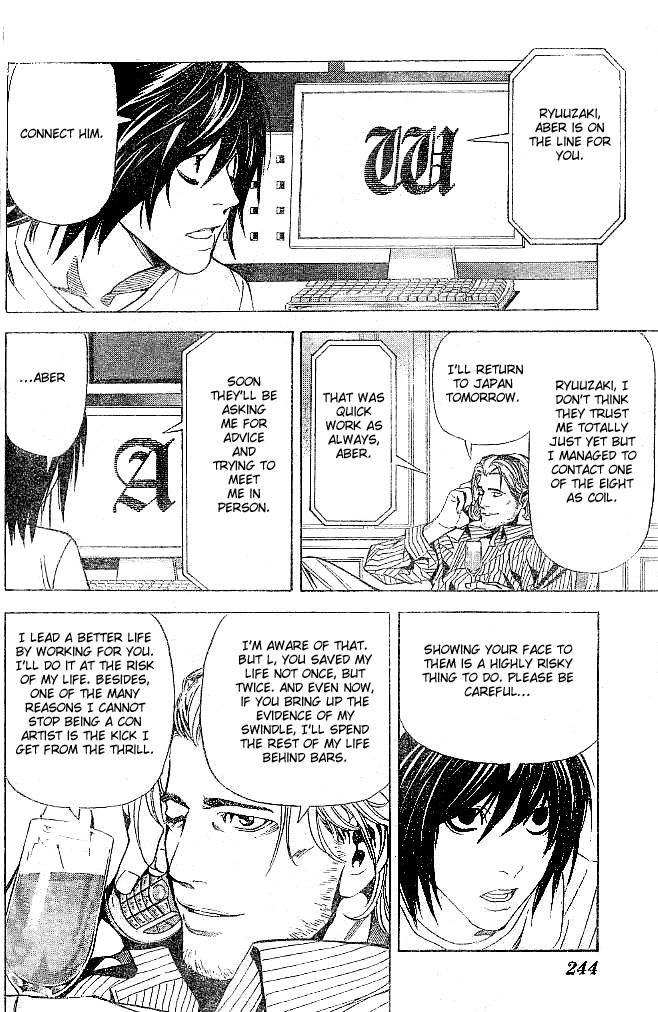 RYUUZAKI,
ABER IS ON
THE LINE FOR
YOU.
W
CONNECT HIM.
RYUUZAKI, I
DON'T THINK
THEY TRUST
ME TOTALLY
JUST YET BUT
I MANAGED TO
CONTACT ONE
OF THE EIGHT
AS COIL.
I'LL RETURN
TO JAPAN
TOMORROW.
THAT WAS
QUICK
WORK AS
ALWAYS,
ABER.
SOON
THEY'LL BE
ASKING
ME FOR
ADVICE
AND
TRYING TO
MEET
ME IN
PERSON.
A
...ABER
SHOWING YOUR FACE TO
THEM IS A HIGHLY RISKY
THING TO DO. PLEASE BE
CAREFUL...
I'M AWARE OF THAT.
BUT L, YOU SAVED MY
LIFE NOT ONCE, BUT
TWICE. AND EVEN NOW,
IF YOU BRING UP THE
EVIDENCE OF MY
SWINDLE, I'LL SPEND
THE REST OF MY LIFE
BEHIND BARS.
I LEAD A BETTER LIFE
BY WORKING FOR YOU.
I'LL DO IT AT THE RISK
OF MY LIFE. BESIDES,
ONE OF THE MANY
REASONS I CANNOT
STOP BEING A CON
ARTIST IS THE KICK I
GET FROM THE THRILL.
244